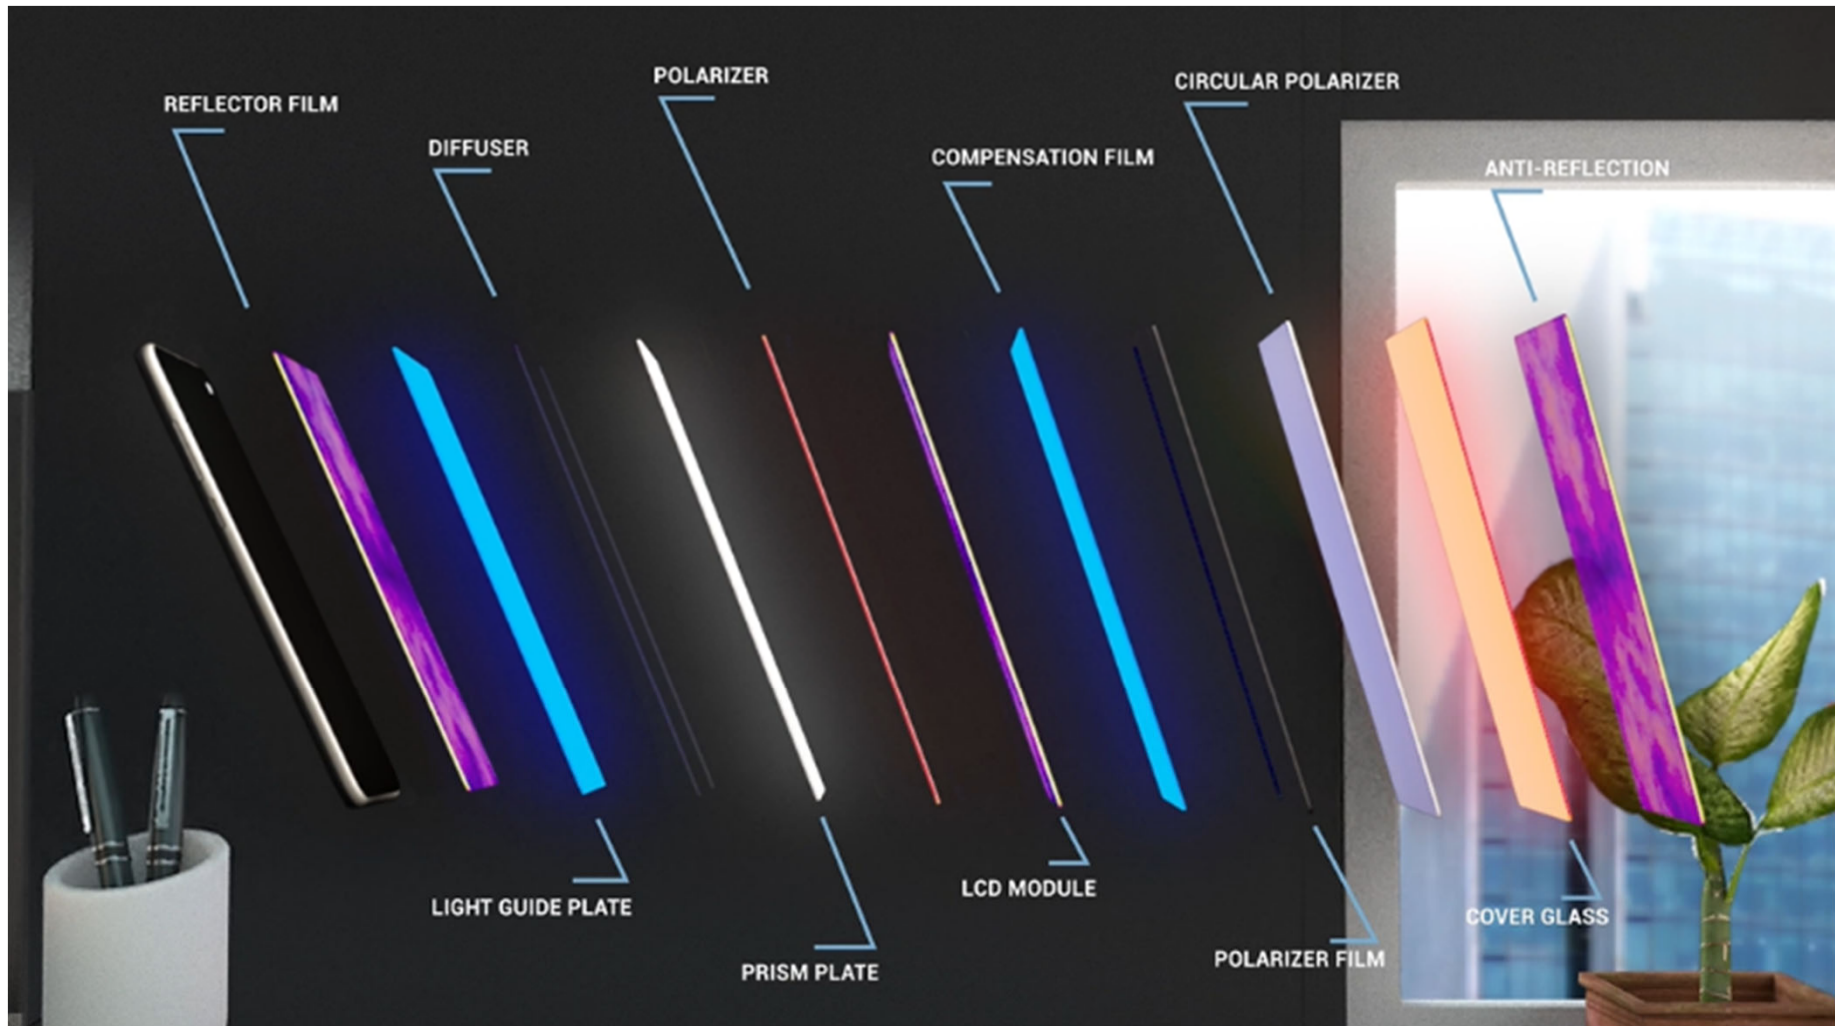 REFLECTOR FILM
DIFFUSER
POLARIZER
COMPENSATION FILM
CIRCULAR POLARIZER
ANTI-REFLECTION
LIGHT GUIDE PLATE
PRISM PLATE
LCD MODULE
POLARIZER FILM
COVER GLASS